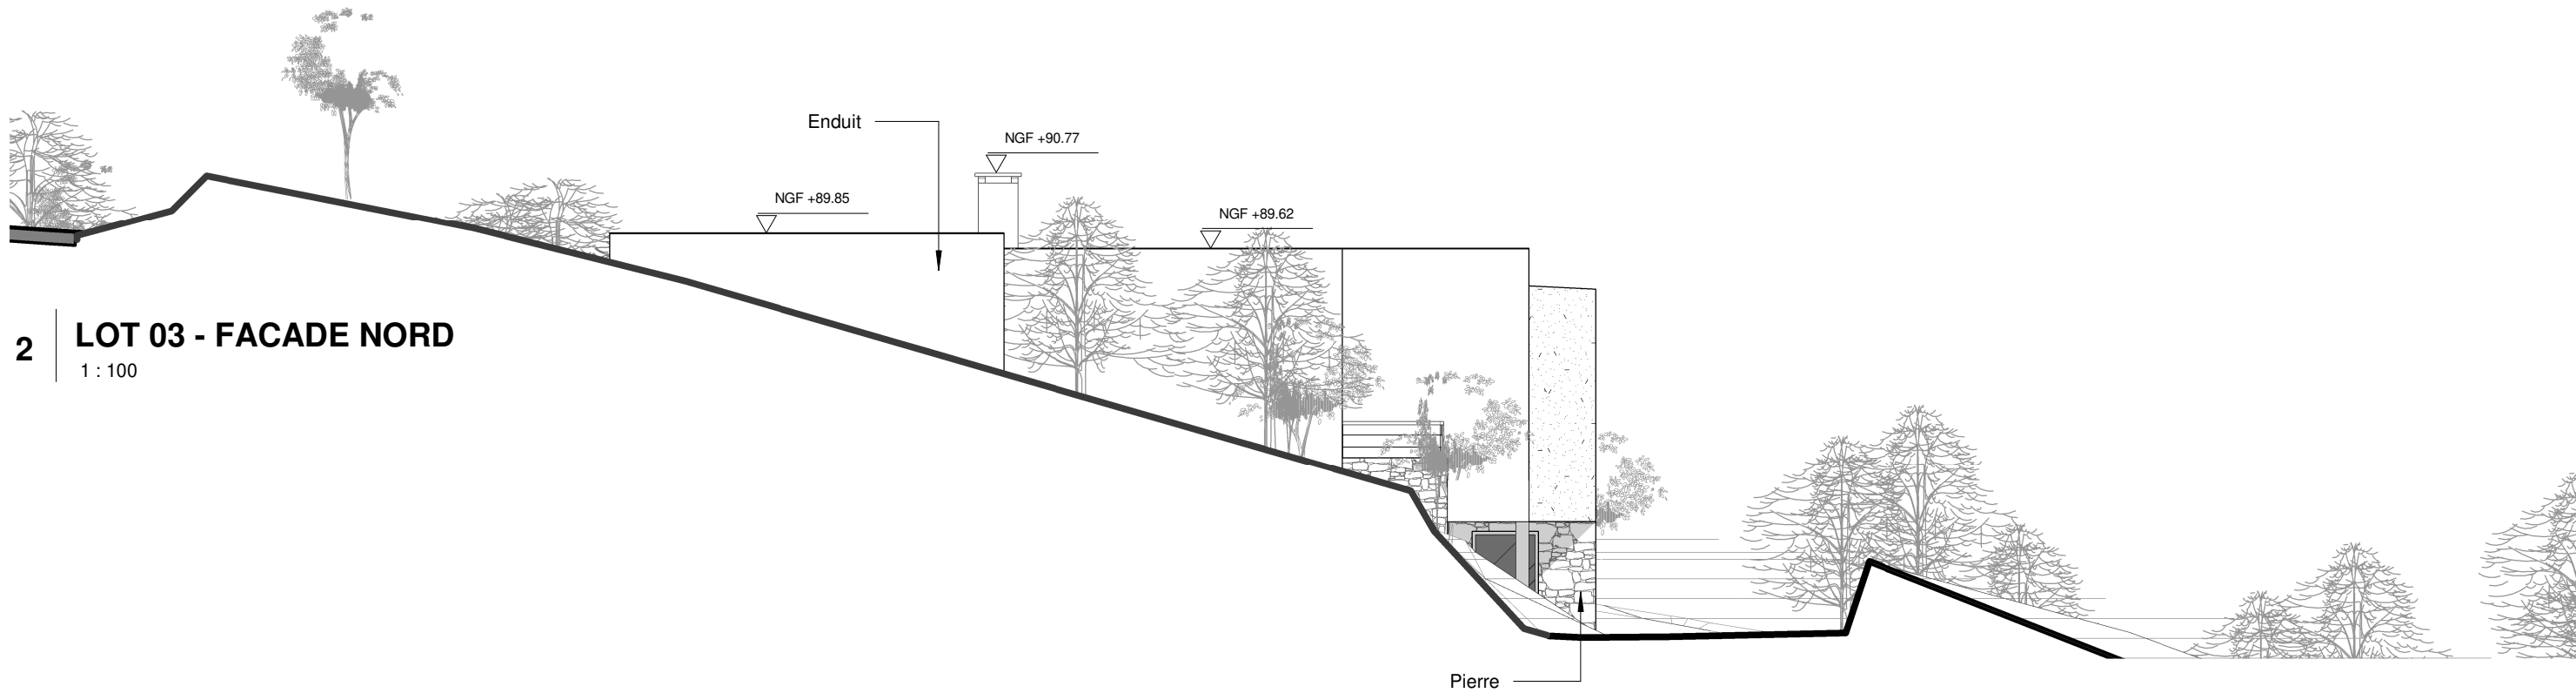 Enduit
NGF +90.77
NGF +89.85
NGF +89.62
2
LOT 03 - FACADE NORD
1 : 100
Pierre